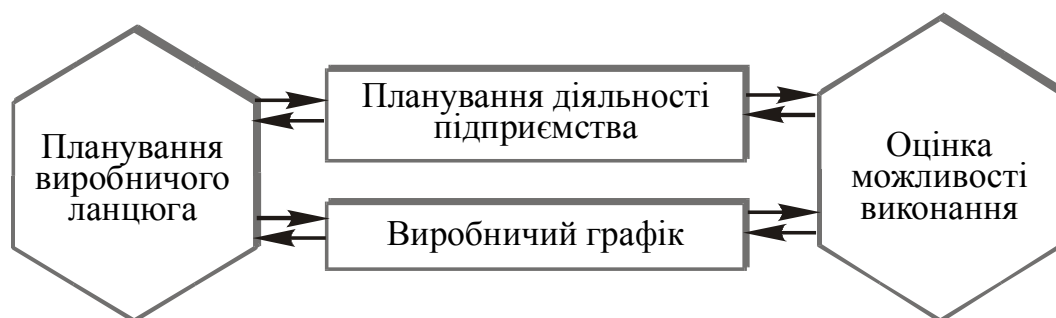 Планування
виробничого
ланцюга
Планування діяльності
підприємства
Виробничий графік
Оцінка
можливості
виконання